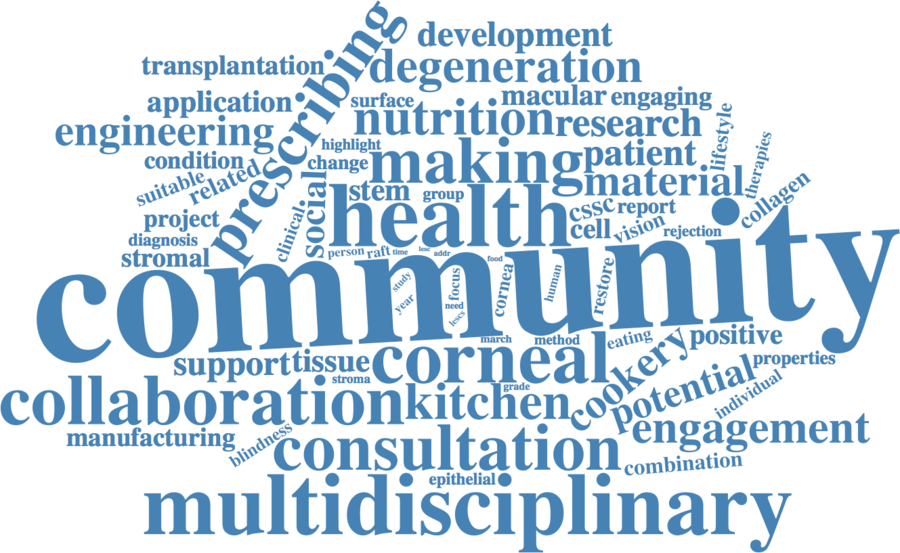 development
transplantation
degeneration
prescribing
application
surface
macular
engaging
engineering
nutrition
research
lifestyle
highlight
condition
change
making
patient
therapies
suitable
related
social
stem
group
material
collagen
project
clinical
health
cssc
report
diagnosis
cell
vision
rejection
stromal
person
raft
time
lesc
addr
food
community
study
year
focus
need
lescs
cornea
human
restore
march
method
eating
positive
support
tissue
corneal
cookery
properties
stroma
grade
potential
individual
collaboration
kitchen
manufacturing
blindness
consultation
engagement
combination
epithelial
multidisciplinary